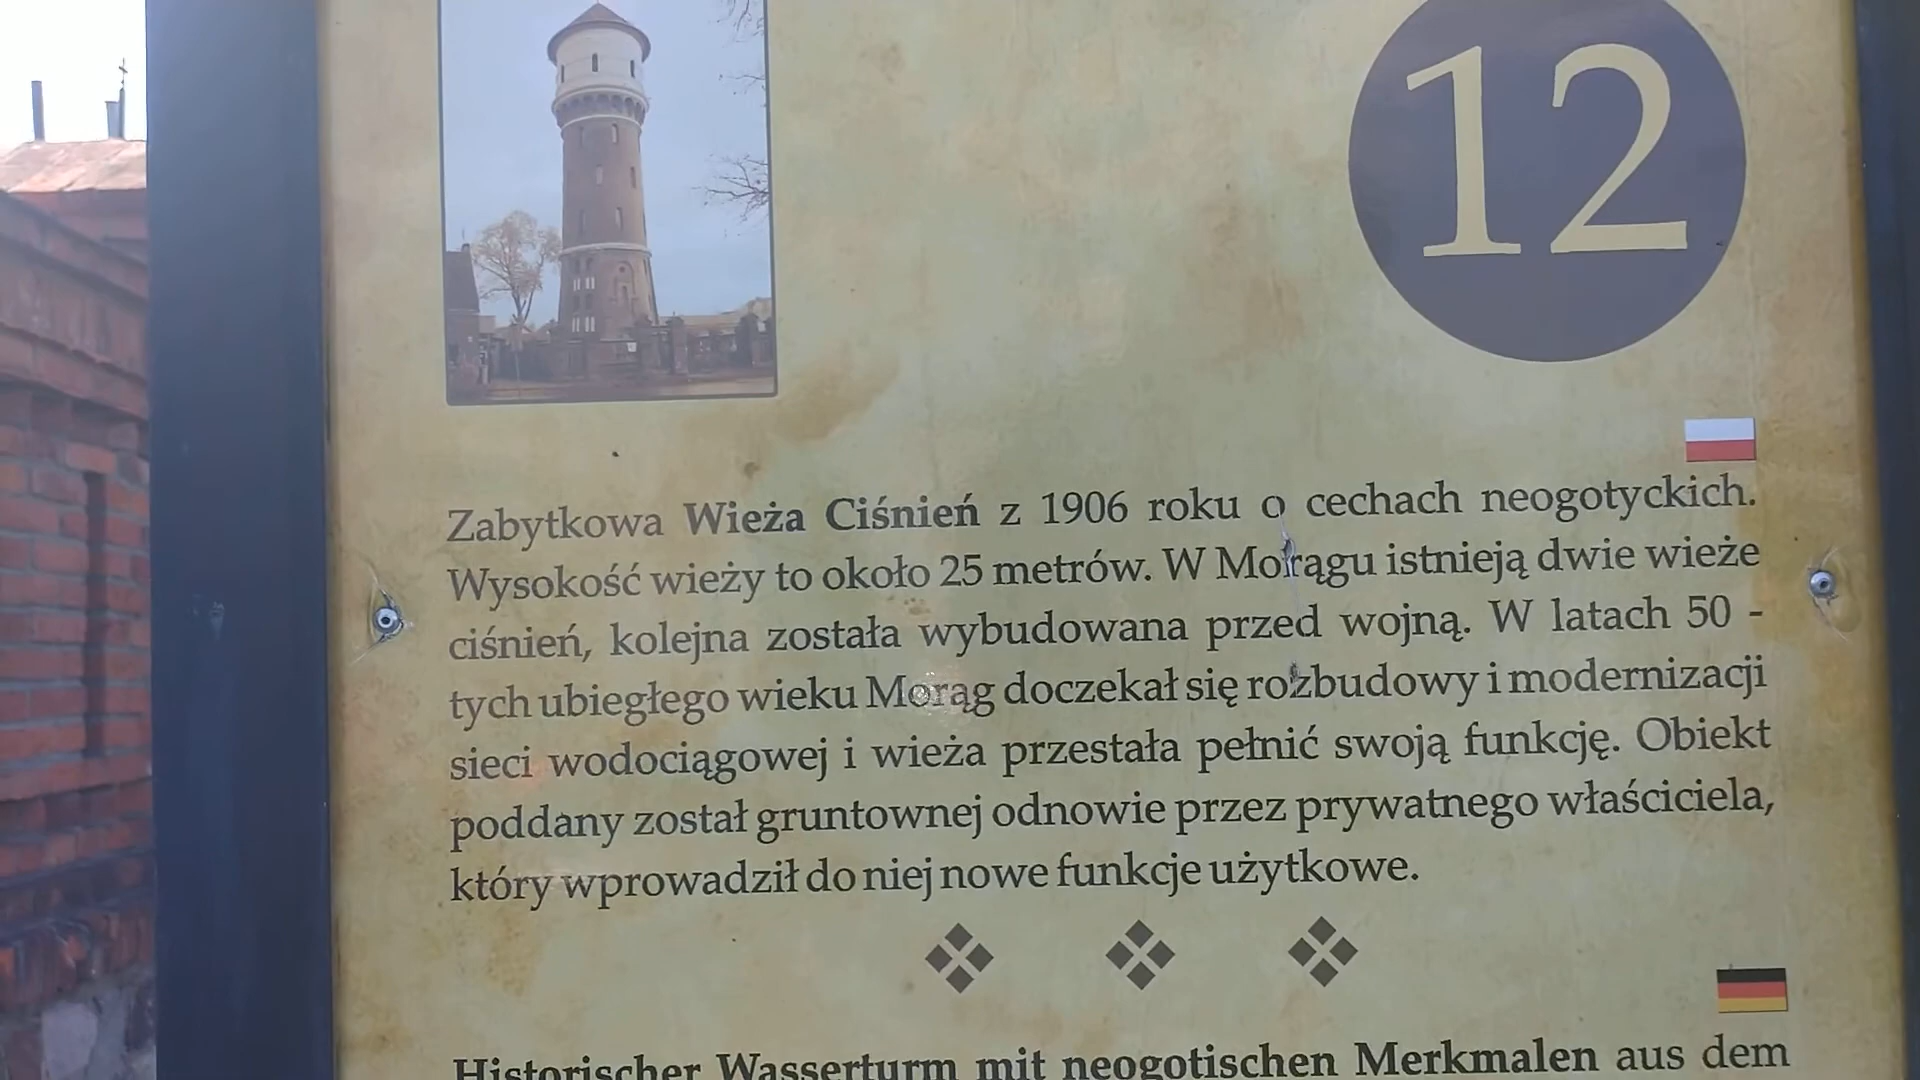 12
Zabytkowa Wieża Ciśnień z 1906 roku o cechach neogotyckich.
Wysokość wieży to około 25 metrów. W Morągu istnieją dwie wieże
ciśnień, kolejna została wybudowana przed wojną. W latach 50 -
tych ubiegłego wieku Morąg doczekał się rozbudowy i modernizacji
sieci wodociągowej i wieża przestała pełnić swoją funkcję. Obiekt
poddany został gruntownej odnowie przez prywatnego właściciela,
który wprowadził do niej nowe funkcje użytkowe.
Historischer Wasserturm mit neogotischen Merkmalen aus dem